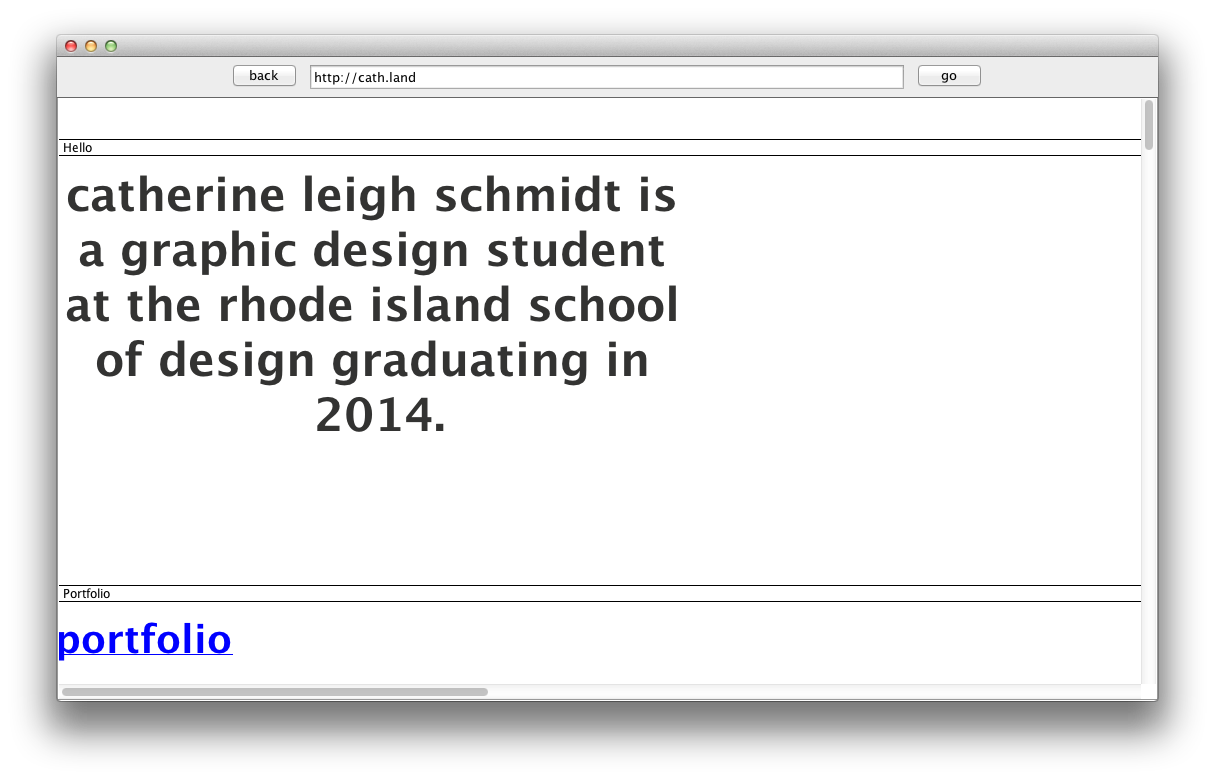 back http://cath.land go
Hello
catherine leigh schmidt is
a graphic design student
at the rhode island school
of design graduating in
2014.
Portfolio
portfolio